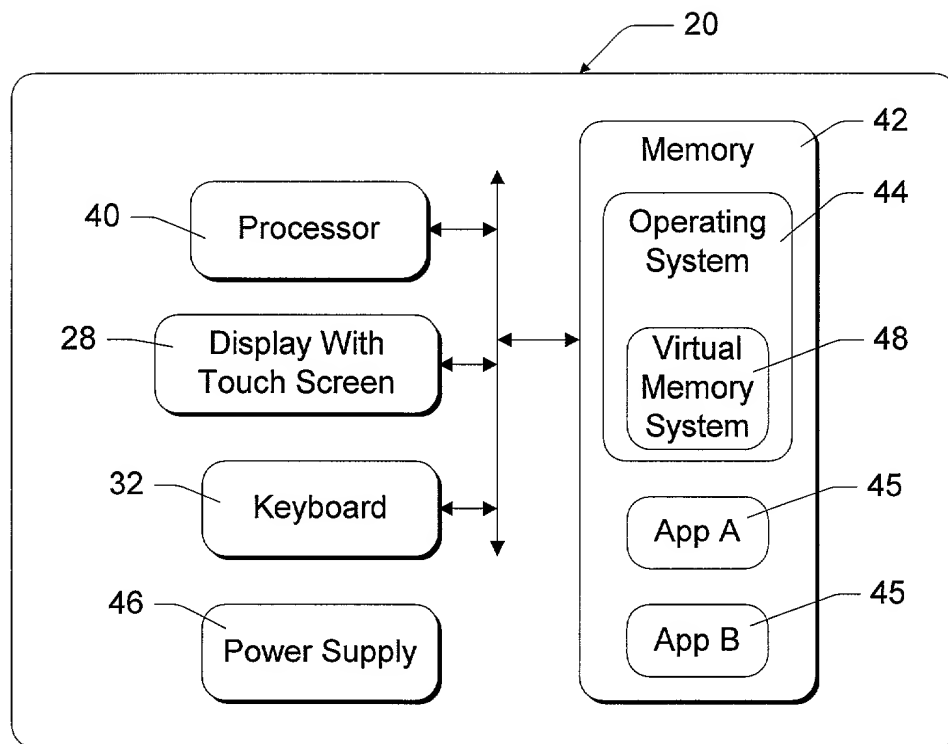 20
42
Memory
44
Operating
System
40
Processor
28
Display With
Touch Screen
48
Virtual
Memory
System
32
Keyboard
45
App A
46
Power Supply
45
App B